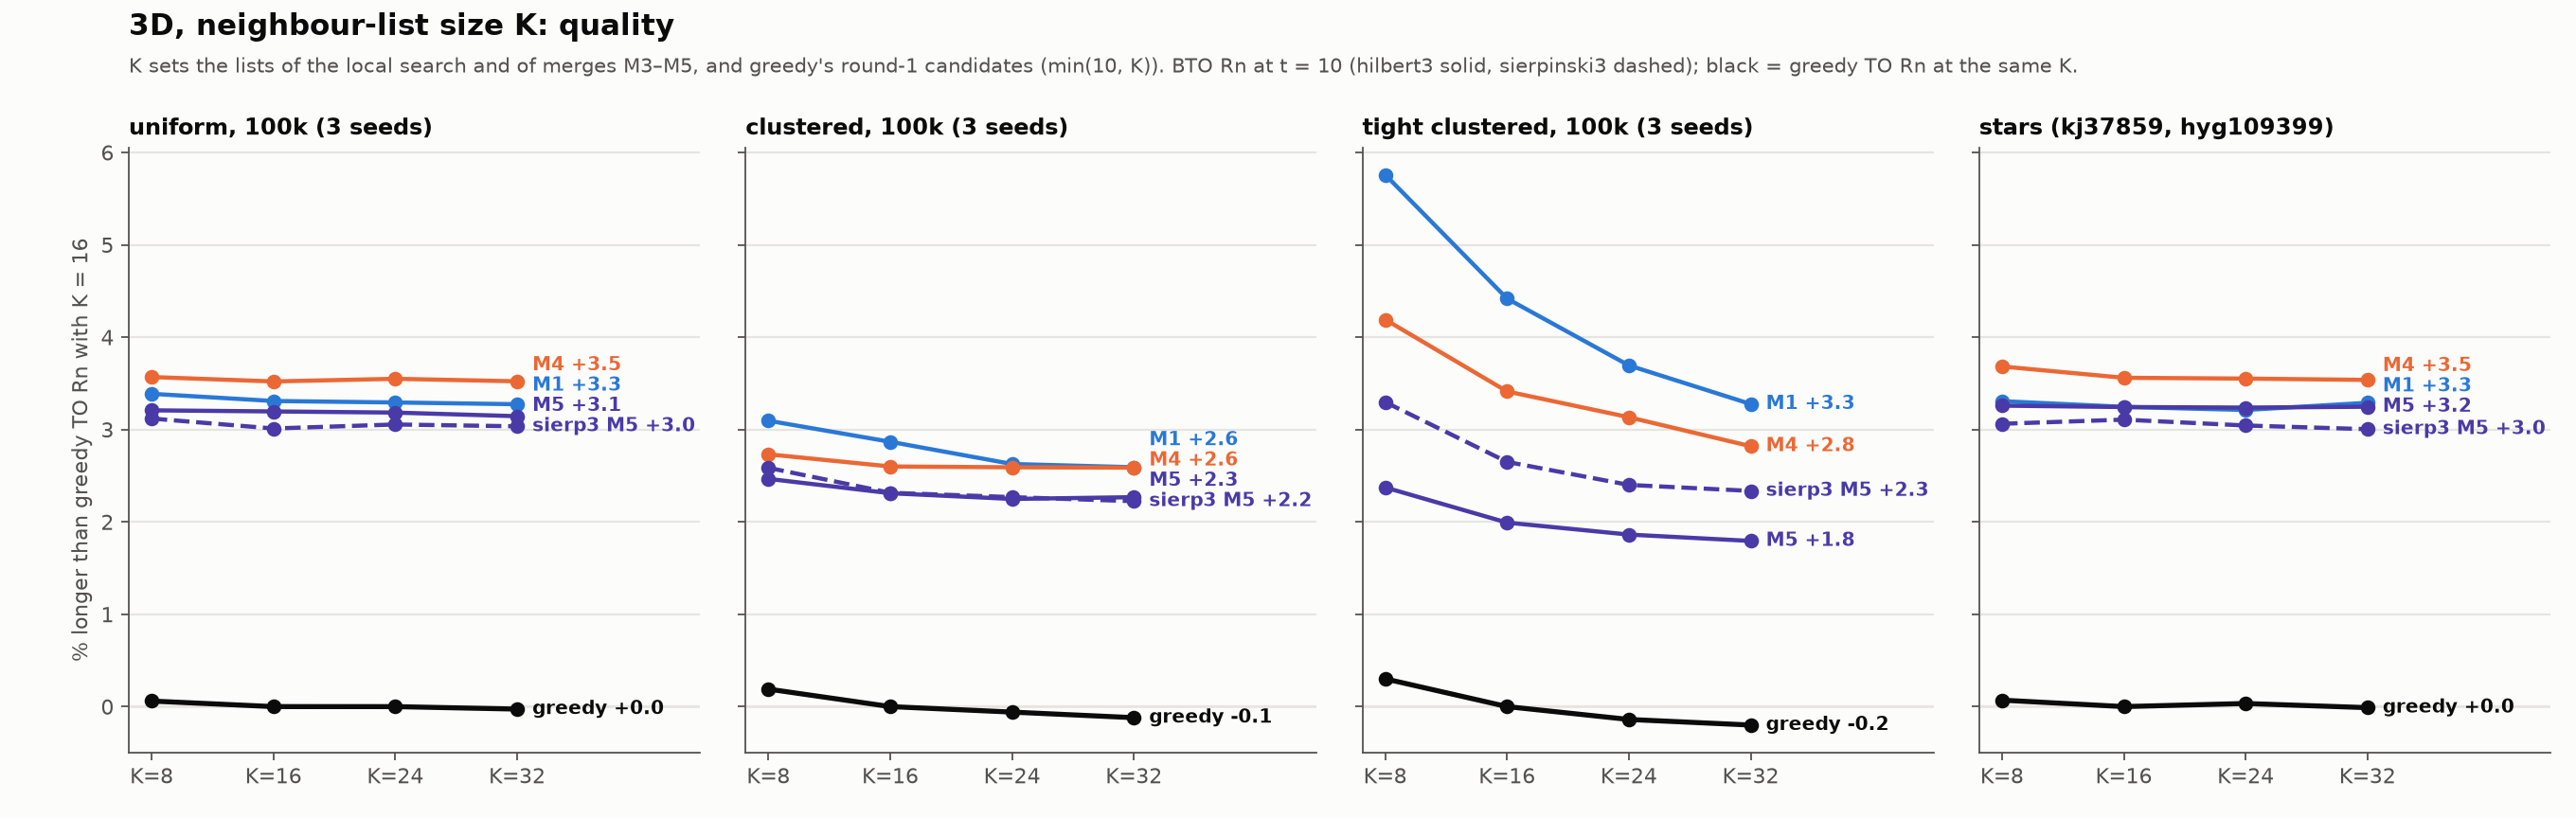 3D, neighbour-list size K: quality
K sets the lists of the local search and of merges M3–M5, and greedy's round-1 candidates (min(10, K)). BTO Rn at t = 10 (hilbert3 solid, sierpinski3 dashed); black = greedy TO Rn at the same K.
% longer than greedy TO Rn with K = 16
uniform, 100k (3 seeds)
6
5
4
3
2
1
0
M4 +3.5
M1 +3.3
M5 +3.1
sierp3 M5 +3.0
greedy +0.0
K=8 K=16 K=24 K=32
clustered, 100k (3 seeds)
M1 +2.6
M4 +2.6
M5 +2.3
sierp3 M5 +2.2
greedy -0.1
K=8 K=16 K=24 K=32
tight clustered, 100k (3 seeds)
M1 +3.3
M4 +2.8
sierp3 M5 +2.3
M5 +1.8
greedy -0.2
K=8 K=16 K=24 K=32
stars (kj37859, hyg109399)
M4 +3.5
M1 +3.3
M5 +3.2
sierp3 M5 +3.0
greedy +0.0
K=8 K=16 K=24 K=32